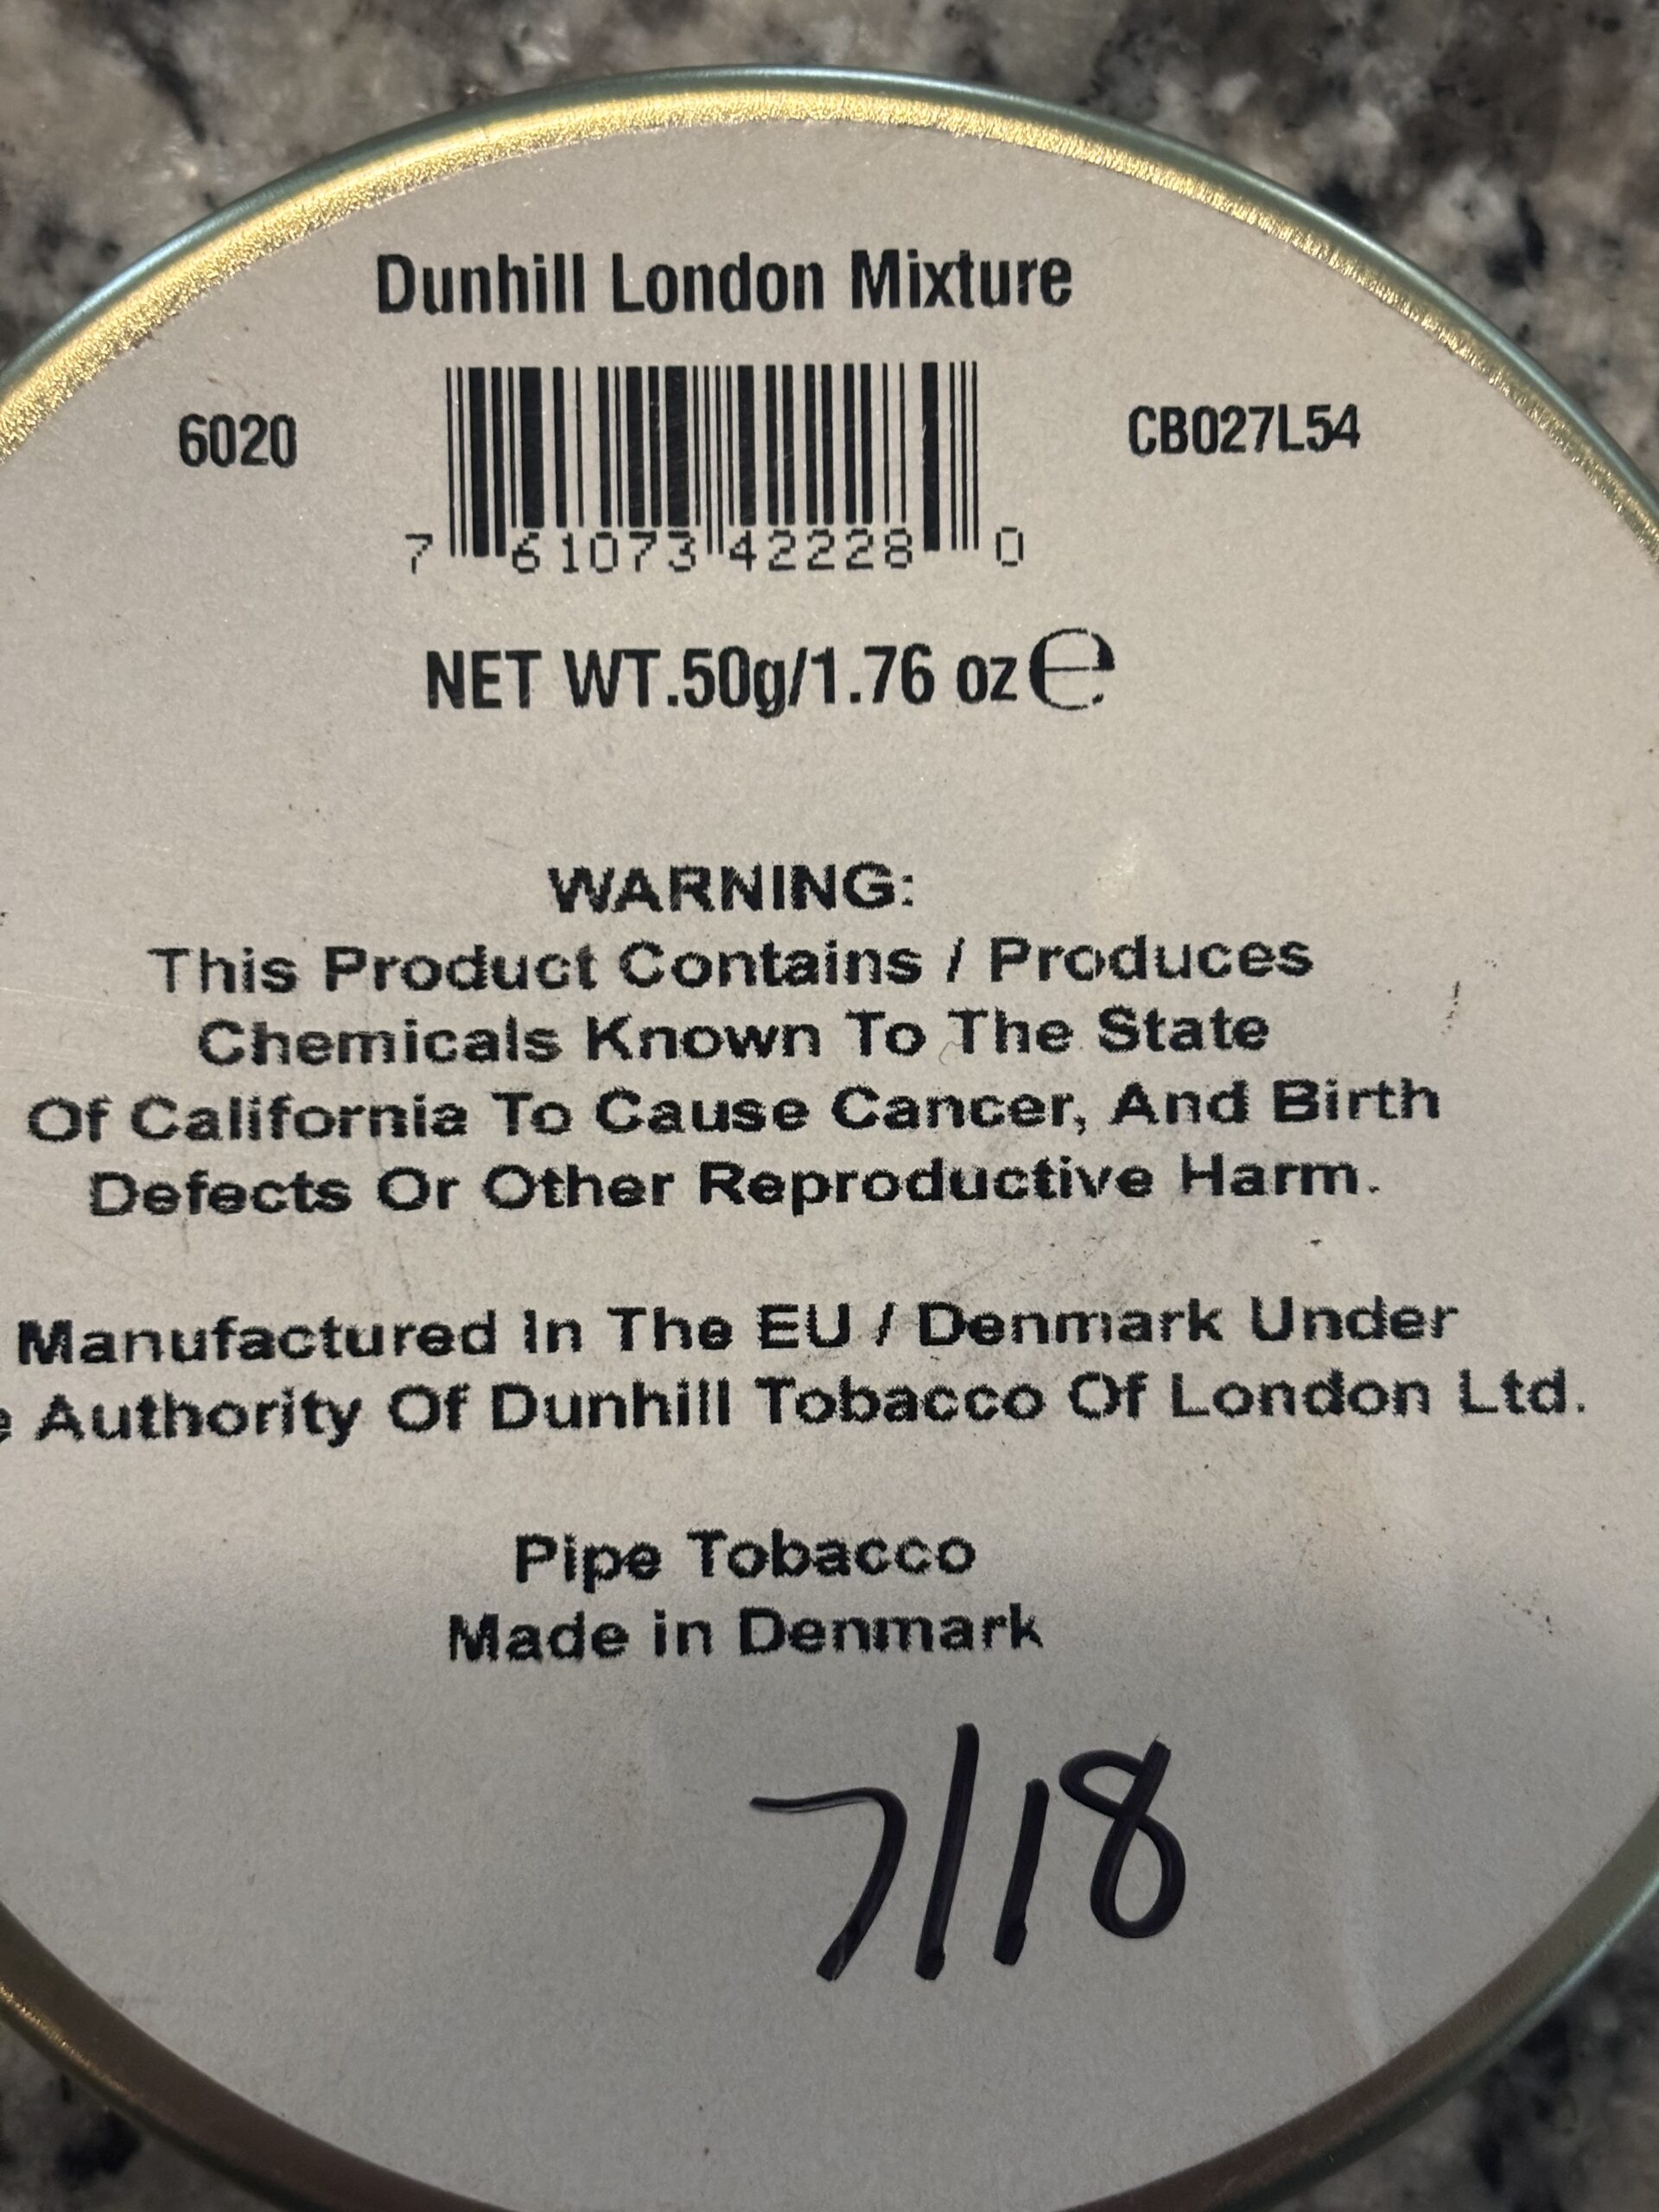 Dunhill London Mixture
6020
CB027L54
7 61073 42228 0
NET WT.50g/1.76 oz ℮
WARNING:
This Product Contains / Produces
Chemicals Known To The State
Of California To Cause Cancer, And Birth
Defects Or Other Reproductive Harm.
Manufactured In The EU / Denmark Under
e Authority Of Dunhill Tobacco Of London Ltd.
Pipe Tobacco
Made in Denmark
7/18